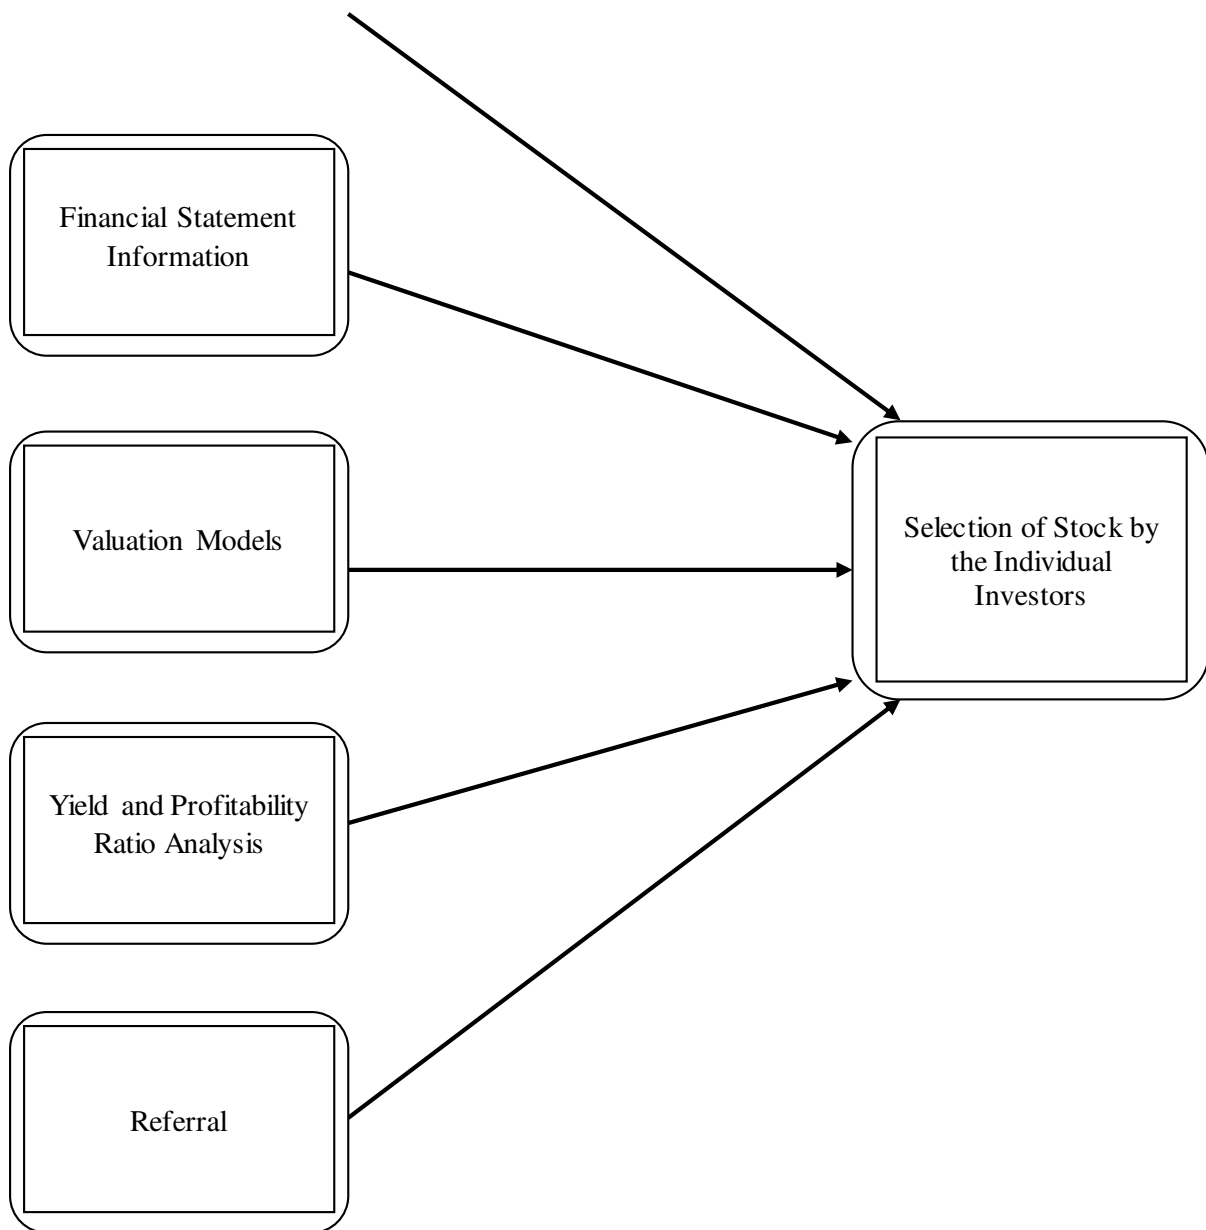 Financial Statement
Information
Valuation Models
Selection of Stock by
the Individual
Investors
Yield and Profitability
Ratio Analysis
Referral